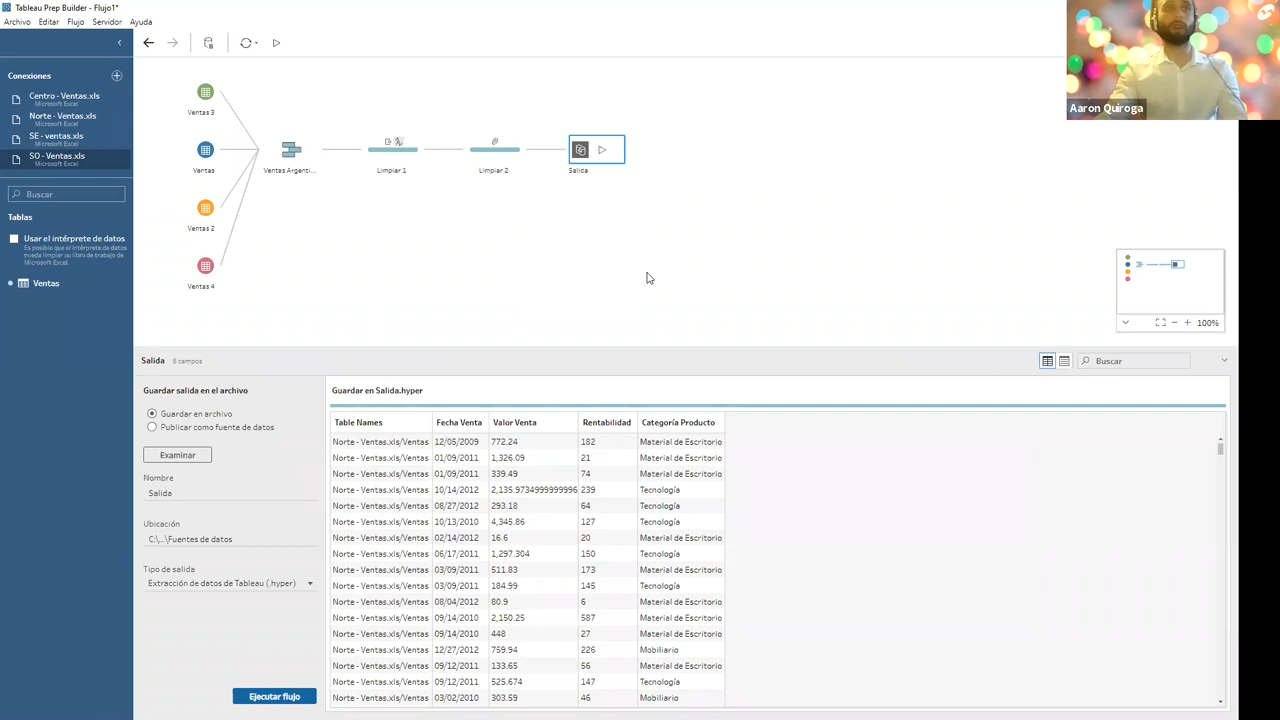 Tableau Prep Builder - Flujo1*
Archivo Editar Flujo Servidor Ayuda
Aaron Quiroga
Conexiones
Centro - Ventas.xls
Microsoft Excel
Norte - Ventas.xls
Microsoft Excel
SE - ventas.xls
Microsoft Excel
SO - Ventas.xls
Microsoft Excel
Buscar
Tablas
Usar el intérprete de datos
Es posible que el intérprete de datos
pueda limpiar su libro de trabajo de
Microsoft Excel.
Ventas
Ventas 3
Ventas
Ventas 2
Ventas 4
Ventas Argenti...
Limpiar 1
Limpiar 2
Salida
100%
Salida 5 campos
Buscar
Guardar salida en el archivo
Guardar en archivo
Publicar como fuente de datos
Examinar
Nombre
Salida
Ubicación
C:\...\Fuentes de datos
Tipo de salida
Extracción de datos de Tableau (.hyper)
Ejecutar flujo
Guardar en Salida.hyper
Table Names Fecha Venta Valor Venta Rentabilidad Categoría Producto
Norte - Ventas.xls/Ventas 12/05/2009 772.24 182 Material de Escritorio
Norte - Ventas.xls/Ventas 01/09/2011 1,326.09 21 Material de Escritorio
Norte - Ventas.xls/Ventas 01/09/2011 339.49 74 Material de Escritorio
Norte - Ventas.xls/Ventas 10/14/2012 2,135.9734999999996 239 Tecnología
Norte - Ventas.xls/Ventas 08/27/2012 293.18 64 Tecnología
Norte - Ventas.xls/Ventas 10/13/2010 4,345.86 127 Tecnología
Norte - Ventas.xls/Ventas 02/14/2012 16.6 20 Material de Escritorio
Norte - Ventas.xls/Ventas 06/17/2011 1,297.304 150 Tecnología
Norte - Ventas.xls/Ventas 03/09/2011 511.83 173 Material de Escritorio
Norte - Ventas.xls/Ventas 03/09/2011 184.99 145 Tecnología
Norte - Ventas.xls/Ventas 08/04/2012 80.9 6 Material de Escritorio
Norte - Ventas.xls/Ventas 09/14/2010 2,150.25 587 Material de Escritorio
Norte - Ventas.xls/Ventas 09/14/2010 448 27 Material de Escritorio
Norte - Ventas.xls/Ventas 12/27/2012 759.94 226 Mobiliario
Norte - Ventas.xls/Ventas 09/12/2011 133.65 56 Material de Escritorio
Norte - Ventas.xls/Ventas 09/12/2011 525.674 147 Tecnología
Norte - Ventas.xls/Ventas 03/02/2010 303.59 46 Mobiliario